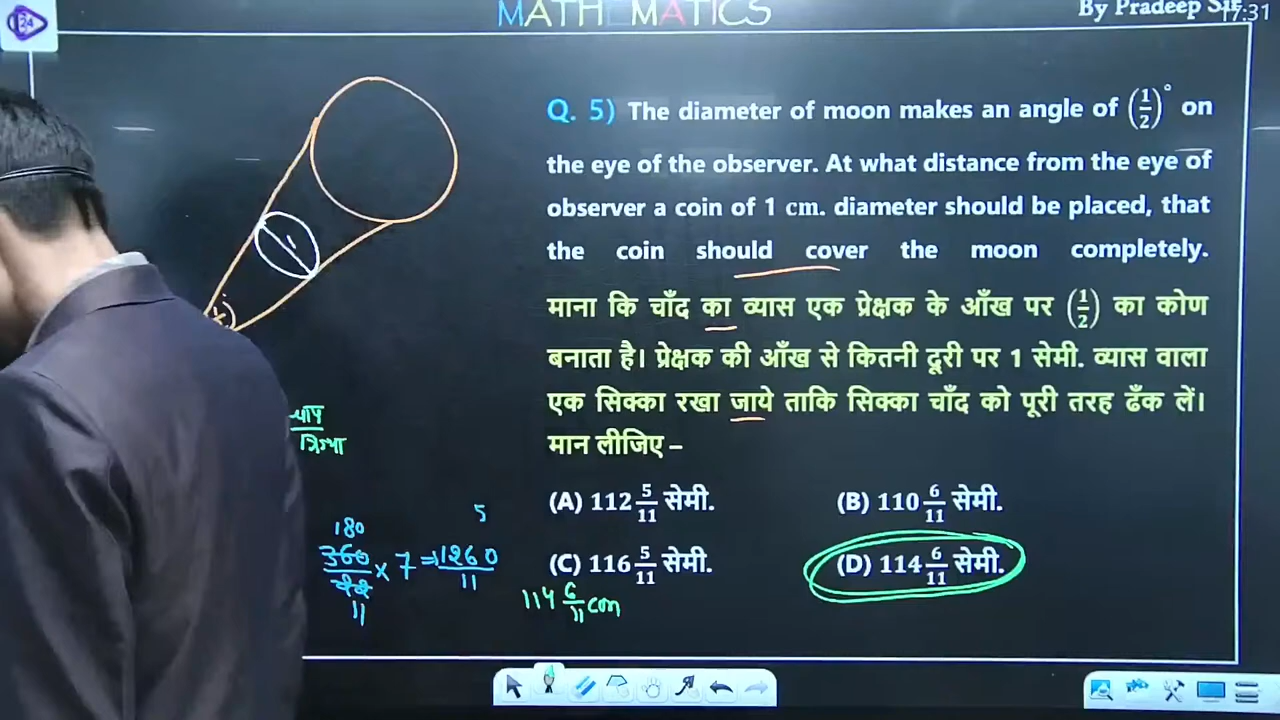 24
MATHEMATICS
By Pradeep Sir
17:31
Q. 5) The diameter of moon makes an angle of (1/2)° on
the eye of the observer. At what distance from the eye of
observer a coin of 1 cm. diameter should be placed, that
the coin should cover the moon completely.
माना कि चाँद का व्यास एक प्रेक्षक के आँख पर (1/2) का कोण
बनाता है। प्रेक्षक की आँख से कितनी दूरी पर 1 सेमी. व्यास वाला
एक सिक्का रखा जाये ताकि सिक्का चाँद को पूरी तरह ढँक लें।
मान लीजिए –
(A) 112 5/11 सेमी. (B) 110 6/11 सेमी.
(C) 116 5/11 सेमी. (D) 114 6/11 सेमी.
1
चाप
त्रिज्या
180
360/22 × 7 ⇒ 1260/11
11
5
114 6/11 cm